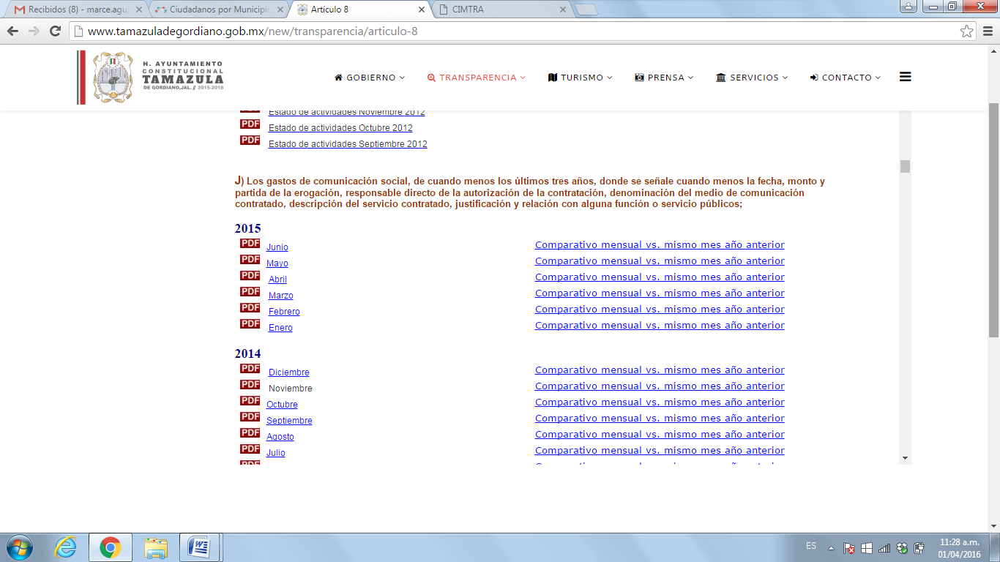 Recibidos (8) - marce.agui
Ciudadanos por Municipio
Artículo 8
CIMTRA
www.tamazuladegordiano.gob.mx/new/transparencia/articulo-8
H. AYUNTAMIENTO
CONSTITUCIONAL
TAMAZULA
DE GORDIANO, JAL. // 2015-2018
GOBIERNO
TRANSPARENCIA
TURISMO
PRENSA
SERVICIOS
CONTACTO
PDF Estado de actividades Noviembre 2012
PDF Estado de actividades Octubre 2012
PDF Estado de actividades Septiembre 2012
J) Los gastos de comunicación social, de cuando menos los últimos tres años, donde se señale cuando menos la fecha, monto y
partida de la erogación, responsable directo de la autorización de la contratación, denominación del medio de comunicación
contratado, descripción del servicio contratado, justificación y relación con alguna función o servicio públicos;
2015
PDF Junio Comparativo mensual vs. mismo mes año anterior
PDF Mayo Comparativo mensual vs. mismo mes año anterior
PDF Abril Comparativo mensual vs. mismo mes año anterior
PDF Marzo Comparativo mensual vs. mismo mes año anterior
PDF Febrero Comparativo mensual vs. mismo mes año anterior
PDF Enero Comparativo mensual vs. mismo mes año anterior
2014
PDF Diciembre Comparativo mensual vs. mismo mes año anterior
PDF Noviembre Comparativo mensual vs. mismo mes año anterior
PDF Octubre Comparativo mensual vs. mismo mes año anterior
PDF Septiembre Comparativo mensual vs. mismo mes año anterior
PDF Agosto Comparativo mensual vs. mismo mes año anterior
PDF Julio Comparativo mensual vs. mismo mes año anterior
PDF Comparativo mensual vs. mismo mes año anterior
ES
11:28 a.m.
01/04/2016